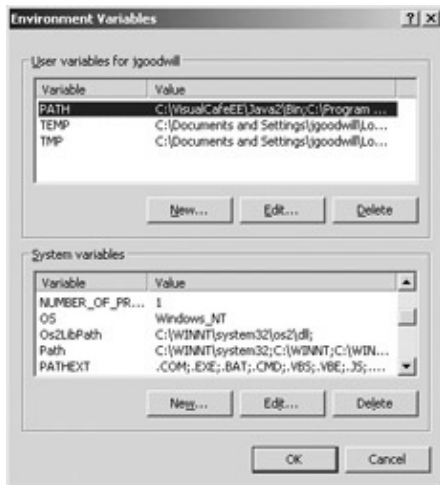 Environment Variables
User variables for jgoodwill
Variable Value
PATH C:\VisualCafeEE\Java2\Bin;C:\Program ...
TEMP C:\Documents and Settings\jgoodwill\Lo...
TMP C:\Documents and Settings\jgoodwill\Lo...
New... Edit... Delete
System variables
Variable Value
NUMBER_OF_PR... 1
OS Windows_NT
Os2LibPath C:\WINNT\system32\os2\dll;
Path C:\WINNT\system32;C:\WINNT;C:\WIN...
PATHEXT .COM;.EXE;.BAT;.CMD;.VBS;.VBE;.JS;....
New... Edit... Delete
OK Cancel